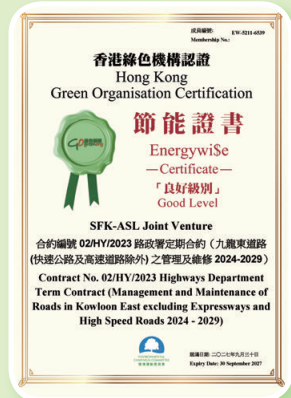 成員編號: EW-5211-6539
Membership No.:
香港綠色機構認證
Hong Kong
Green Organisation Certification
節能證書
Energywi$e
—Certificate—
「良好級別」
Good Level
SFK-ASL Joint Venture
合約編號 02/HY/2023 路政署定期合約（九龍東道路
(快速公路及高速道路除外) 之管理及維修 2024-2029）
Contract No. 02/HY/2023 Highways Department
Term Contract (Management and Maintenance of
Roads in Kowloon East excluding Expressways and
High Speed Roads 2024 - 2029)
屆滿日期: 二〇二七年九月三十日
Expiry Date: 30 September 2027